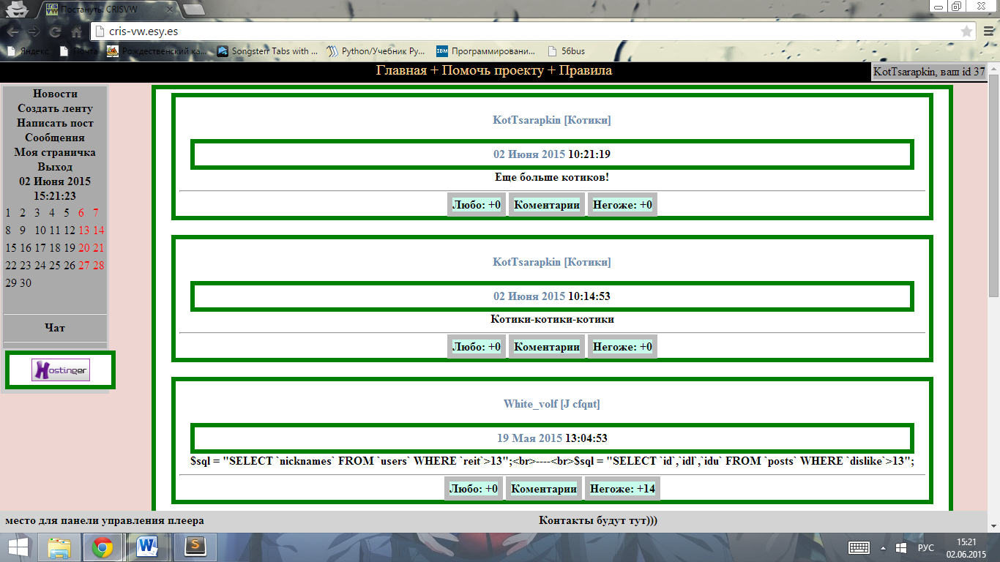 Постануть. CRISVW
cris-vw.esy.es
Яндекс Почта Рождественский ка... Songsterr Tabs with ... Python/Учебник Py... IBM Программировани... 56bus
Главная + Помочь проекту + Правила
KotTsarapkin, ваш id 37
Новости
Создать ленту
Написать пост
Сообщения
Моя страничка
Выход
02 Июня 2015
15:21:23
1 2 3 4 5 6 7
8 9 10 11 12 13 14
15 16 17 18 19 20 21
22 23 24 25 26 27 28
29 30
Чат
Hostinger
KotTsarapkin [Котики]
02 Июня 2015 10:21:19
Еще больше котиков!
Любо: +0 Коментарии Негоже: +0
KotTsarapkin [Котики]
02 Июня 2015 10:14:53
Котики-котики-котики
Любо: +0 Коментарии Негоже: +0
White_volf [J cfqnt]
19 Мая 2015 13:04:53
$sql = "SELECT `nicknames` FROM `users` WHERE `reit`>13";<br>----<br>$sql = "SELECT `id`,`idl`,`idu` FROM `posts` WHERE `dislike`>13";
Любо: +0 Коментарии Негоже: +14
место для панели управления плеера
Контакты будут тут)))
РУС
15:21
02.06.2015